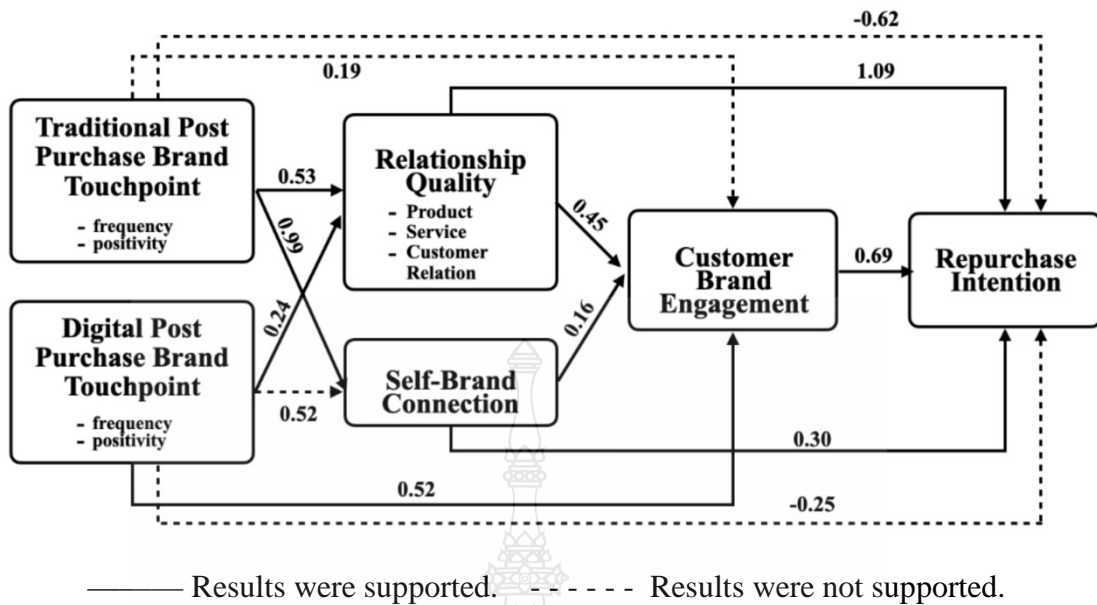 -0.62
0.19
1.09
Traditional Post
Purchase Brand
Touchpoint
- frequency
- positivity
0.53
0.99
0.24
0.52
Relationship
Quality
- Product
- Service
- Customer
Relation
0.45
0.16
Customer
Brand
Engagement
0.69
Repurchase
Intention
Digital Post
Purchase Brand
Touchpoint
- frequency
- positivity
Self-Brand
Connection
0.30
0.52
-0.25
——— Results were supported. - - - - - - Results were not supported.